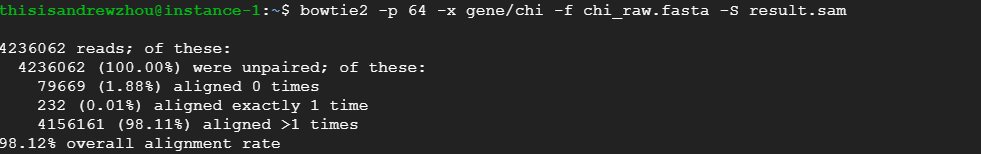 thisisandrewzhou@instance-1:~$ bowtie2 -p 64 -x gene/chi -f chi_raw.fasta -S result.sam
4236062 reads; of these:
  4236062 (100.00%) were unpaired; of these:
    79669 (1.88%) aligned 0 times
    232 (0.01%) aligned exactly 1 time
    4156161 (98.11%) aligned >1 times
98.12% overall alignment rate